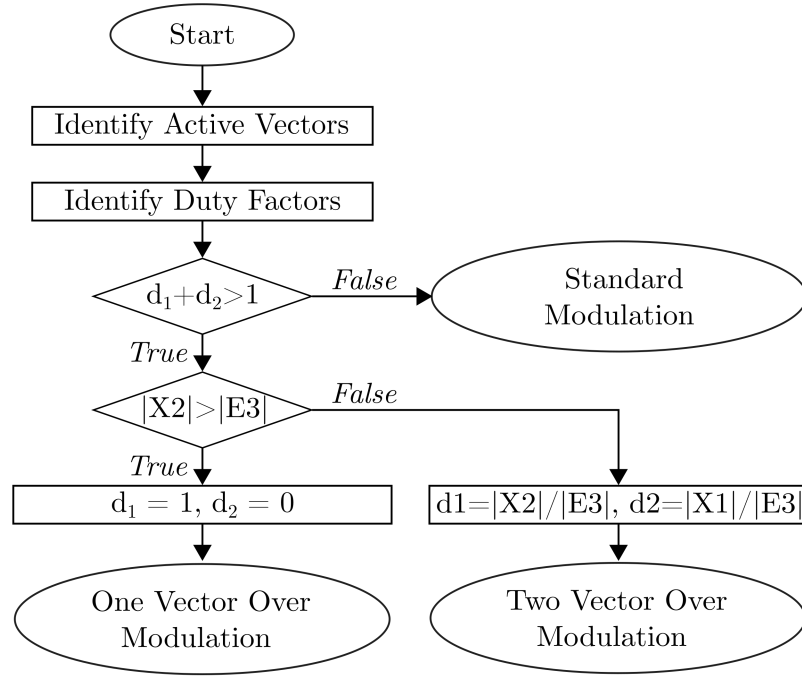 Start
Identify Active Vectors
Identify Duty Factors
d₁+d₂>1
False
Standard
Modulation
True
|X2|>|E3|
False
True
d₁ = 1, d₂ = 0
d1=|X2|/|E3|, d2=|X1|/|E3|
One Vector Over
Modulation
Two Vector Over
Modulation